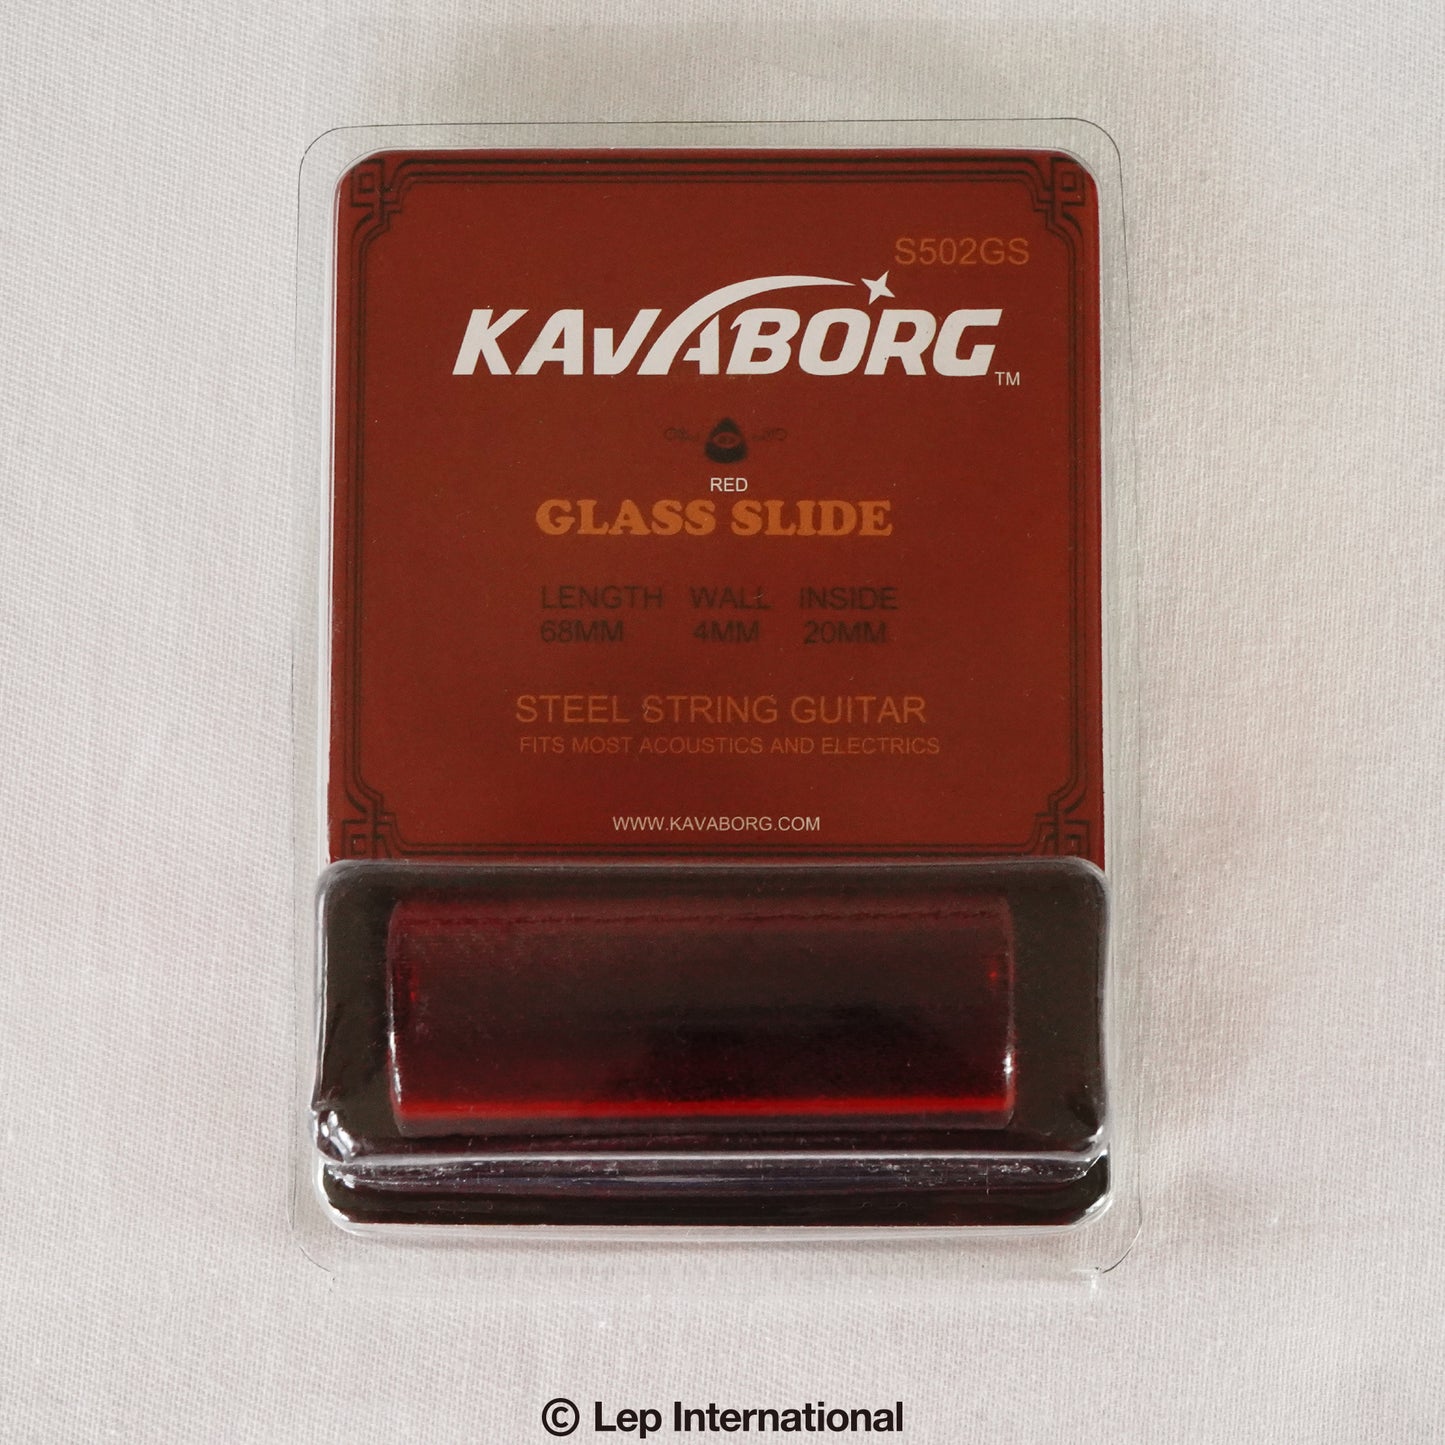 S502GS
KAVABORG TM
RED
GLASS SLIDE
LENGTH WALL INSIDE
68MM 4MM 20MM
STEEL STRING GUITAR
FITS MOST ACOUSTICS AND ELECTRICS
WWW.KAVABORG.COM
© Lep International